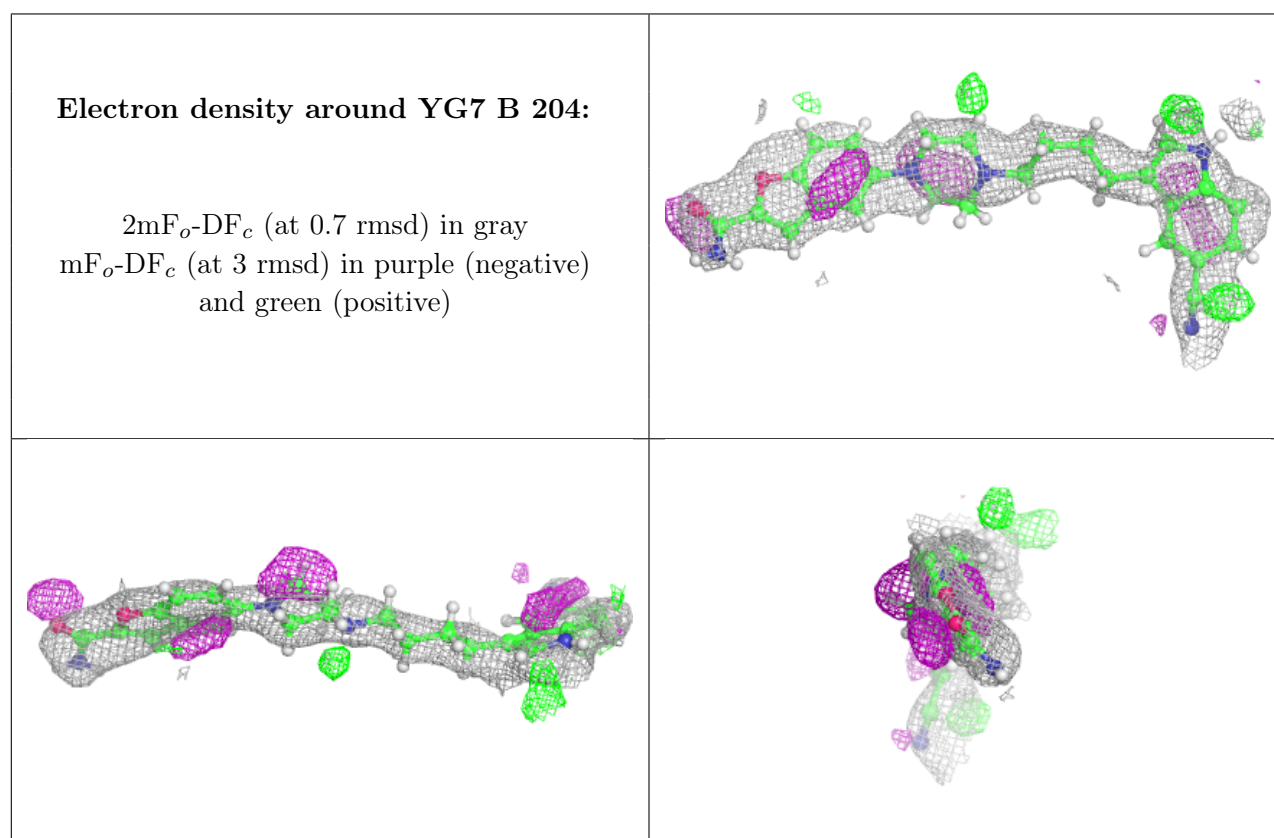 Electron density around YG7 B 204:
2mFo-DFc (at 0.7 rmsd) in gray
mFo-DFc (at 3 rmsd) in purple (negative)
and green (positive)